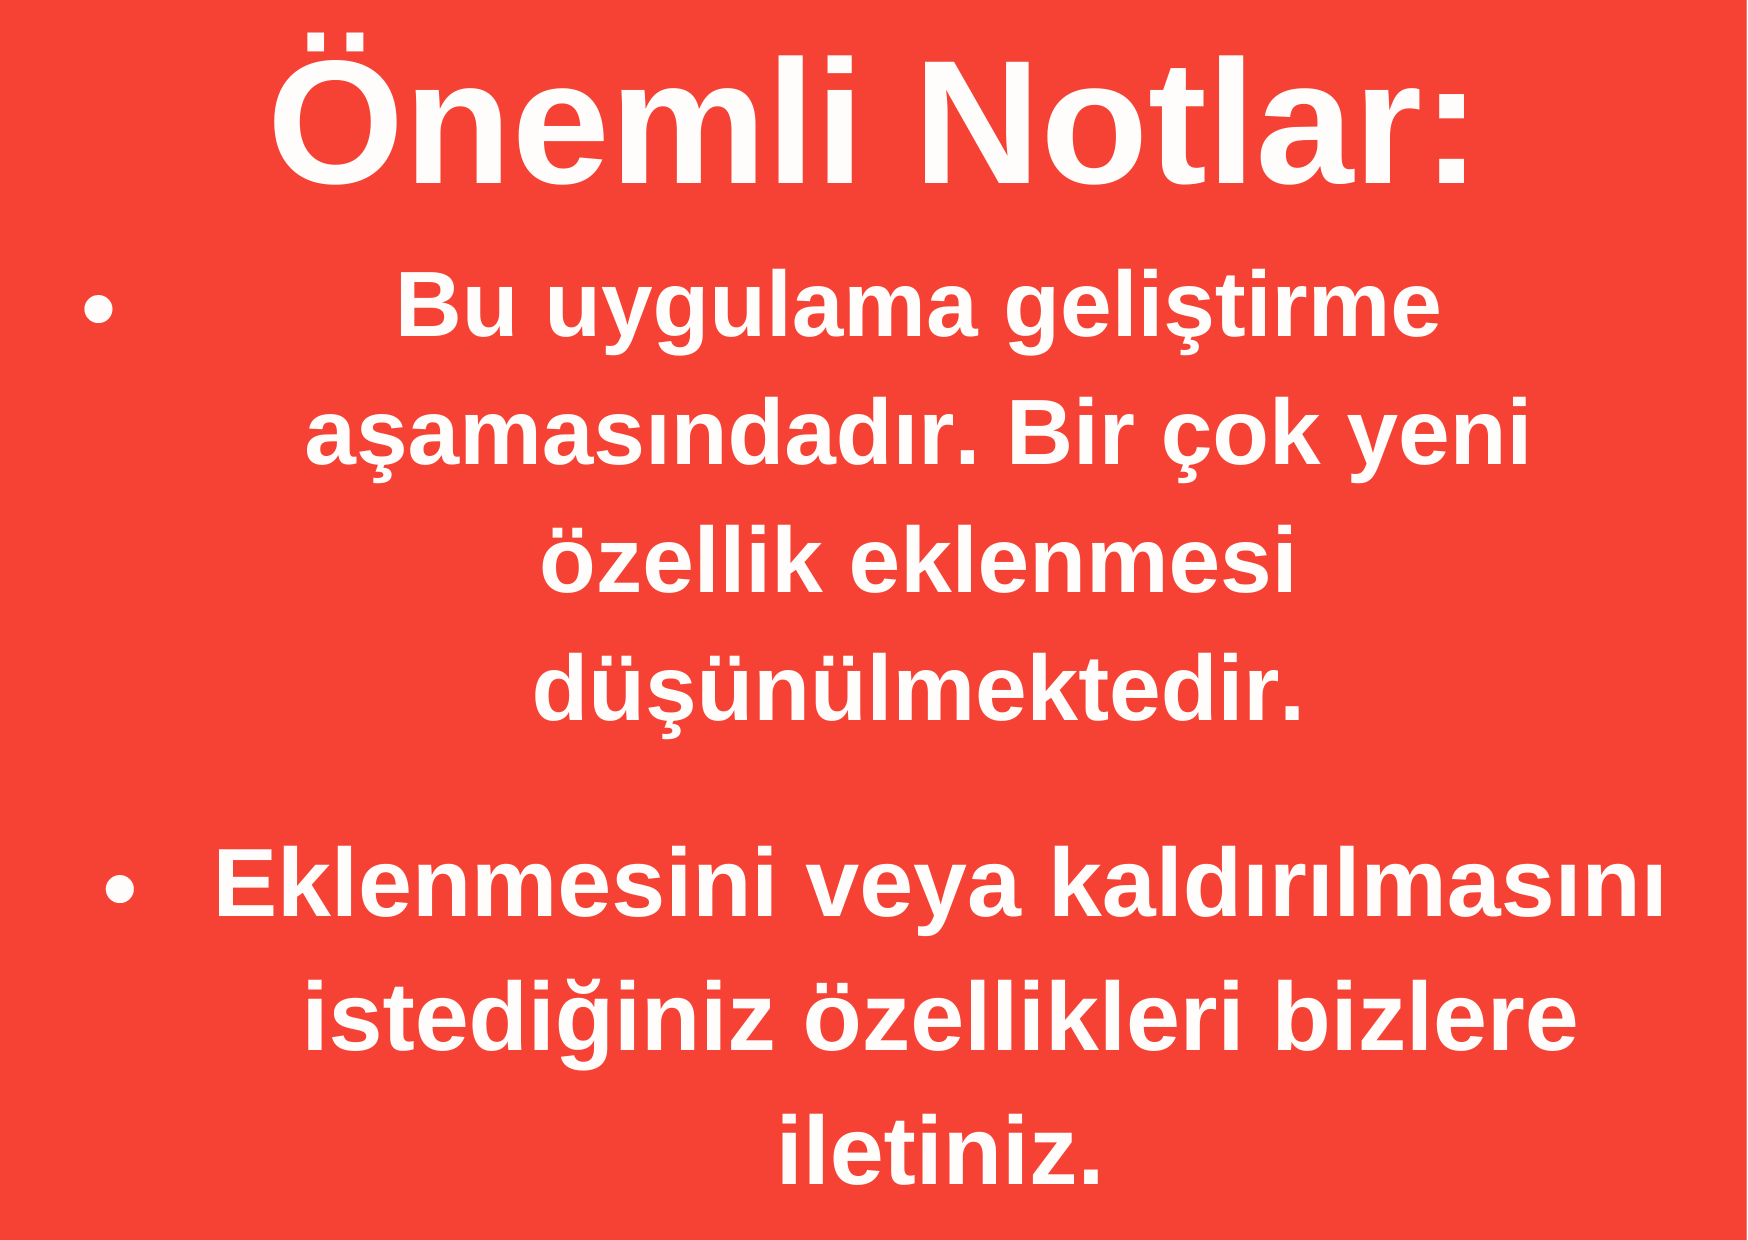 Önemli Notlar:
• Bu uygulama geliştirme
aşamasındadır. Bir çok yeni
özellik eklenmesi
düşünülmektedir.
• Eklenmesini veya kaldırılmasını
istediğiniz özellikleri bizlere
iletiniz.